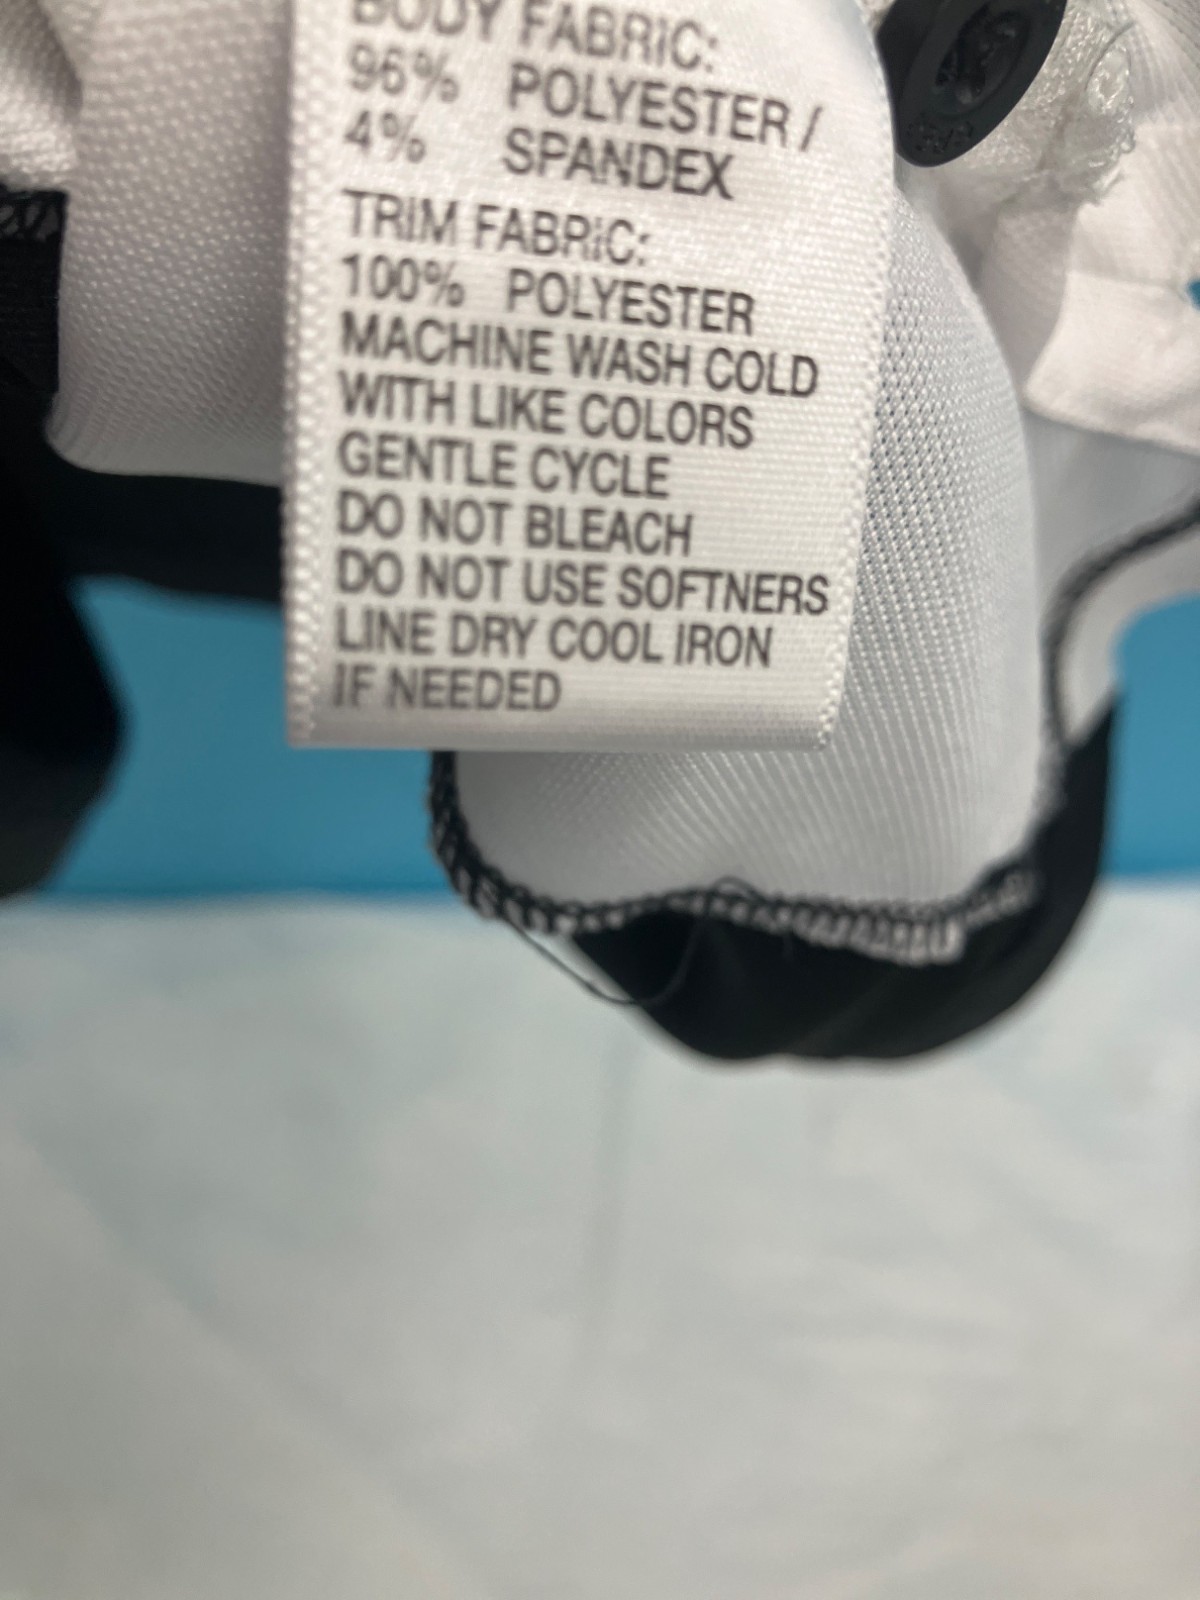 BODY FABRIC:
96% POLYESTER /
4% SPANDEX
TRIM FABRIC:
100% POLYESTER
MACHINE WASH COLD
WITH LIKE COLORS
GENTLE CYCLE
DO NOT BLEACH
DO NOT USE SOFTNERS
LINE DRY COOL IRON
IF NEEDED